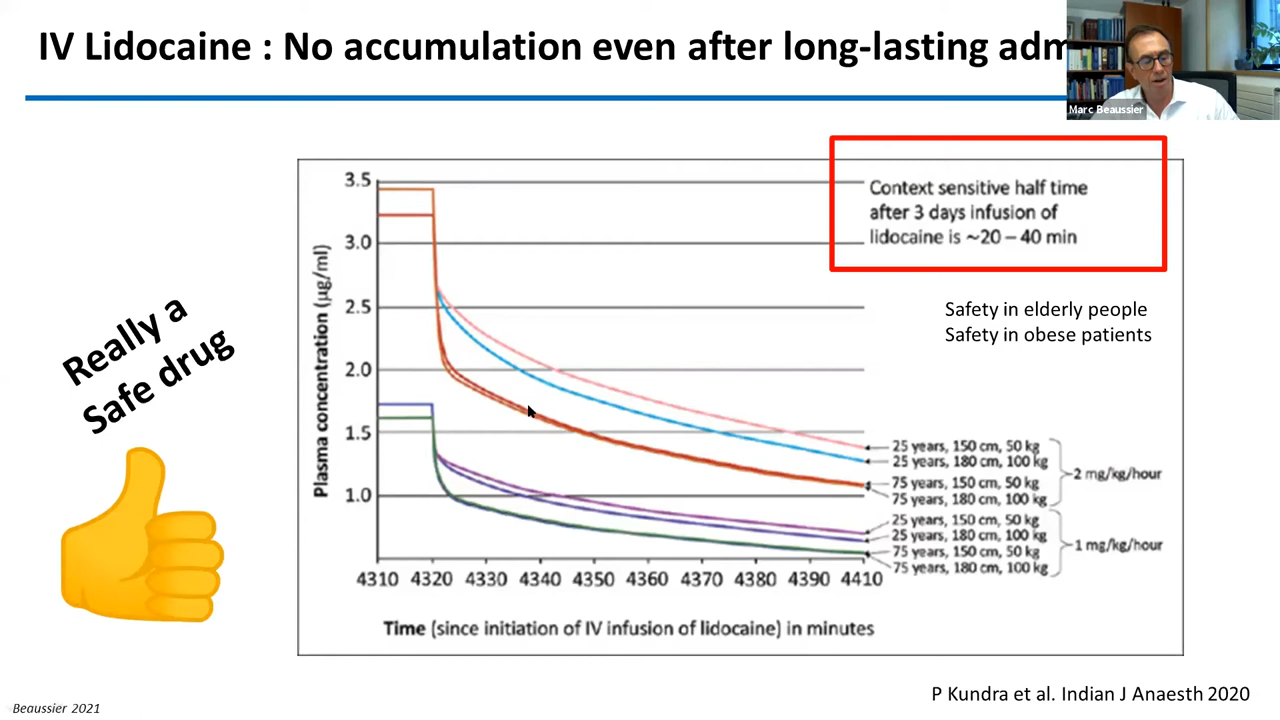 IV Lidocaine : No accumulation even after long-lasting adm
Marc Beaussier
Really a
Safe drug
Context sensitive half time
after 3 days infusion of
lidocaine is ~20 – 40 min
Safety in elderly people
Safety in obese patients
Plasma concentration (µg/ml)
3.5
3.0
2.5
2.0
1.5
1.0
25 years, 150 cm, 50 kg
25 years, 180 cm, 100 kg
75 years, 150 cm, 50 kg
75 years, 180 cm, 100 kg
2 mg/kg/hour
25 years, 150 cm, 50 kg
25 years, 180 cm, 100 kg
75 years, 150 cm, 50 kg
75 years, 180 cm, 100 kg
1 mg/kg/hour
4310 4320 4330 4340 4350 4360 4370 4380 4390 4410
Time (since initiation of IV infusion of lidocaine) in minutes
P Kundra et al. Indian J Anaesth 2020
Beaussier 2021